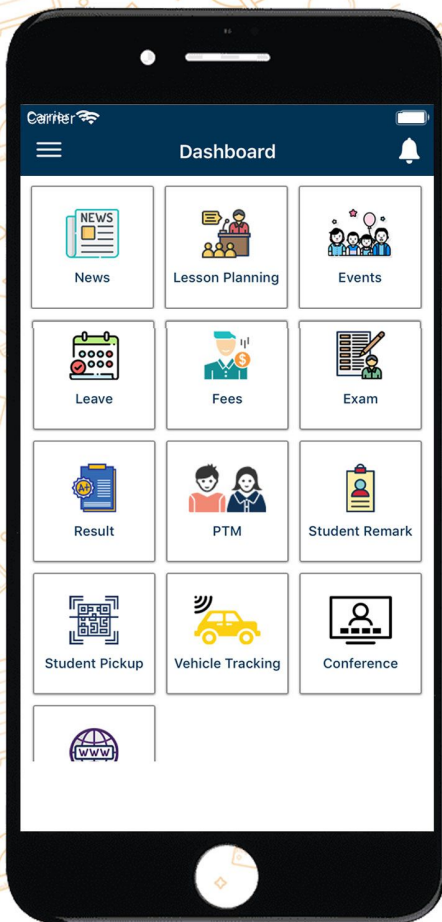 Carrier
Dashboard
NEWS
News
Lesson Planning
Events
Leave
Fees
Exam
A+
Result
PTM
Student Remark
Student Pickup
Vehicle Tracking
Conference
WWW